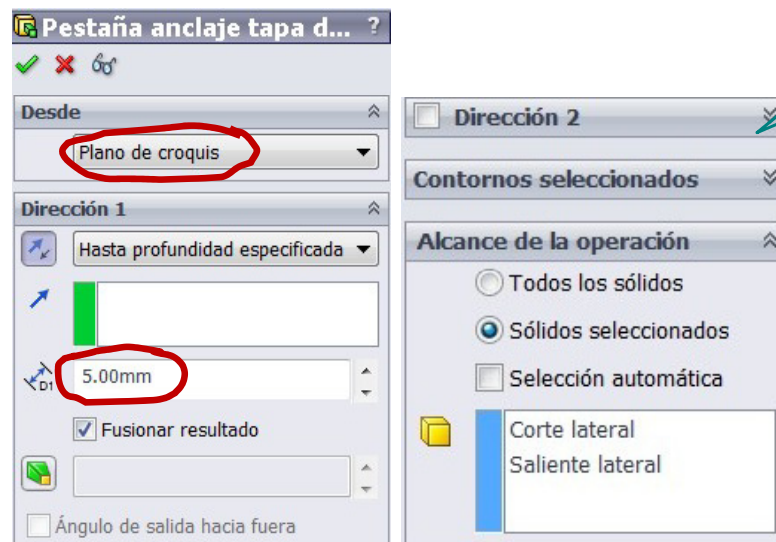 Pestaña anclaje tapa d... ?
Desde
Plano de croquis
Dirección 1
Hasta profundidad especificada
D1
5.00mm
Fusionar resultado
Ángulo de salida hacia fuera
Dirección 2
Contornos seleccionados
Alcance de la operación
Todos los sólidos
Sólidos seleccionados
Selección automática
Corte lateral
Saliente lateral